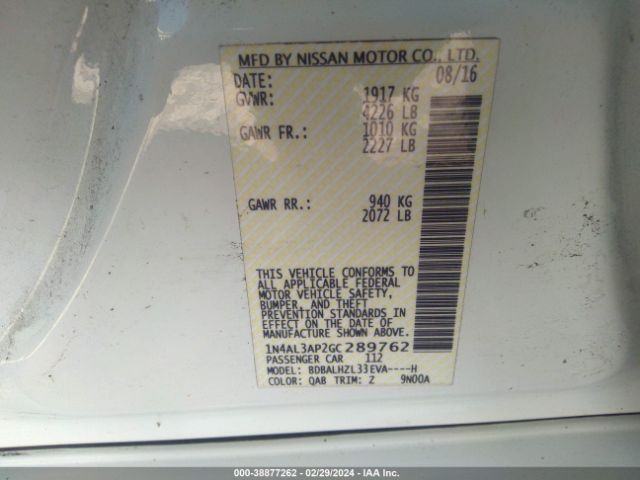 MFD BY NISSAN MOTOR CO., LTD.
DATE: 08/16
GVWR: 1917 KG
4226 LB
GAWR FR.: 1010 KG
2227 LB
GAWR RR.: 940 KG
2072 LB
THIS VEHICLE CONFORMS TO
ALL APPLICABLE FEDERAL
MOTOR VEHICLE SAFETY,
BUMPER, AND THEFT
PREVENTION STANDARDS IN
EFFECT ON THE DATE OF
MANUFACTURE SHOWN ABOVE.
1N4AL3AP2GC289762
PASSENGER CAR 112
MODEL: BDBALHZL33EVA----H
COLOR: QAB TRIM: Z 9N00A
000-38877262 - 02/29/2024 - IAA Inc.